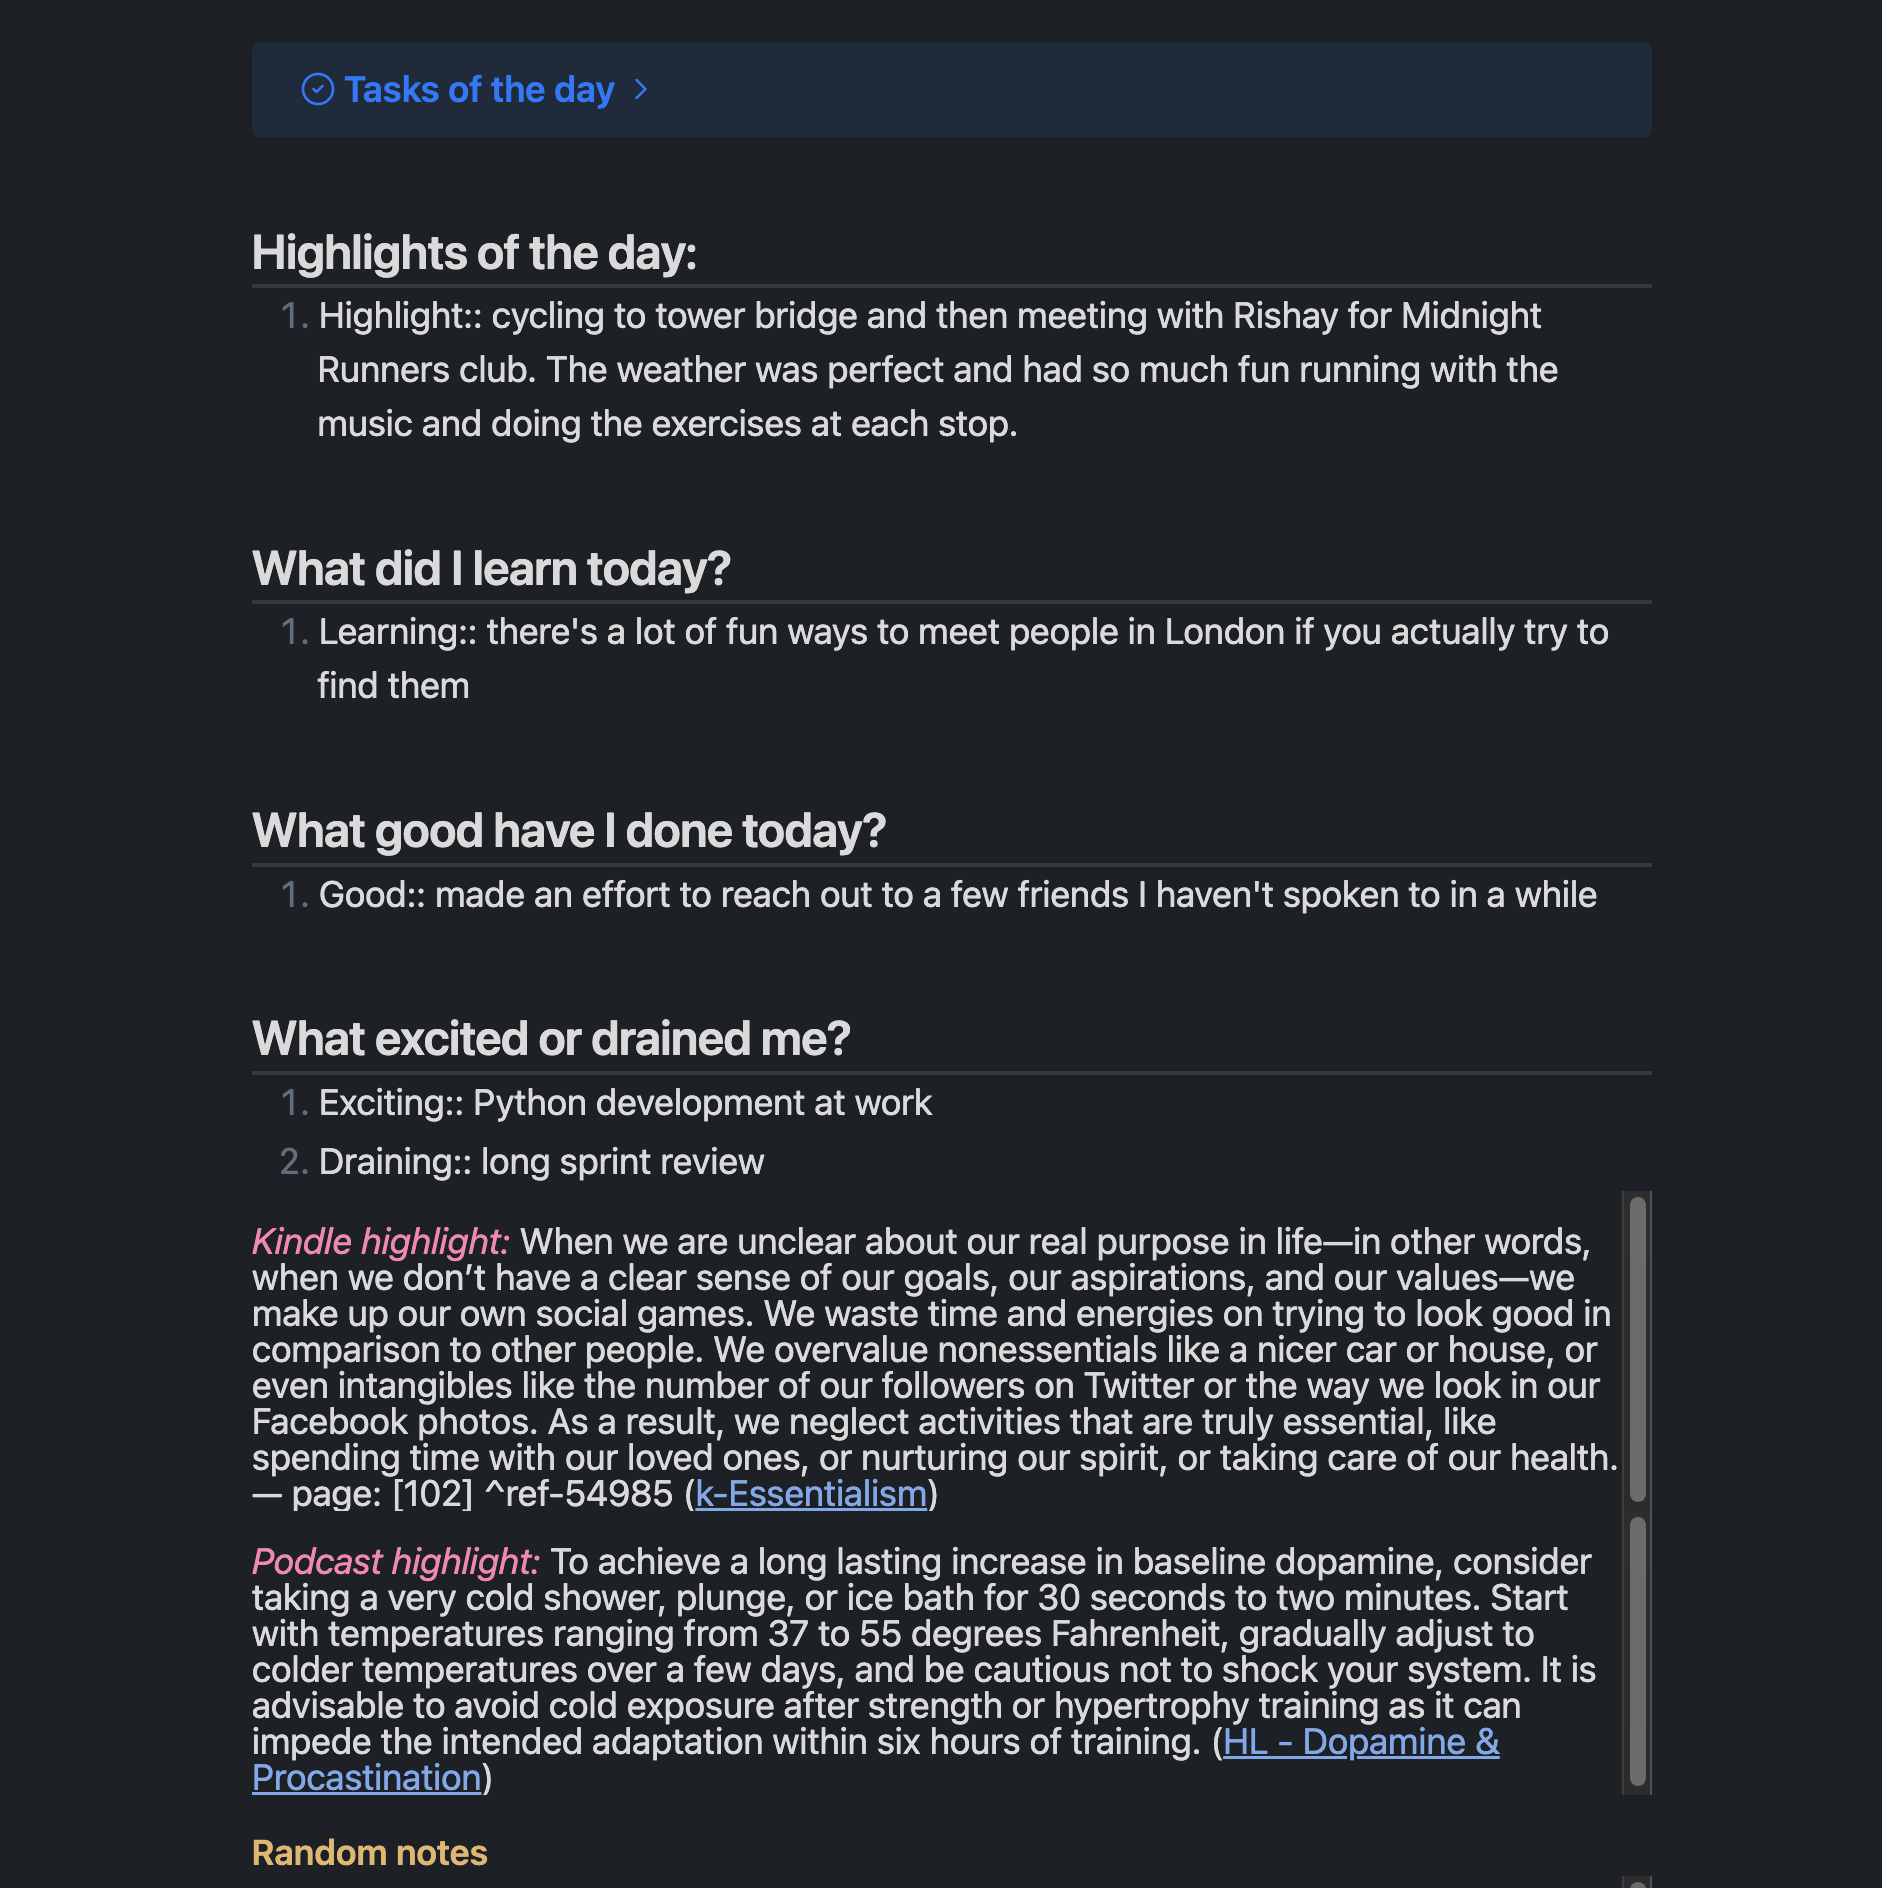 Tasks of the day
Highlights of the day:
1. Highlight:: cycling to tower bridge and then meeting with Rishay for Midnight
Runners club. The weather was perfect and had so much fun running with the
music and doing the exercises at each stop.
What did I learn today?
1. Learning:: there's a lot of fun ways to meet people in London if you actually try to
find them
What good have I done today?
1. Good:: made an effort to reach out to a few friends I haven't spoken to in a while
What excited or drained me?
1. Exciting:: Python development at work
2. Draining:: long sprint review
Kindle highlight: When we are unclear about our real purpose in life—in other words,
when we don’t have a clear sense of our goals, our aspirations, and our values—we
make up our own social games. We waste time and energies on trying to look good in
comparison to other people. We overvalue nonessentials like a nicer car or house, or
even intangibles like the number of our followers on Twitter or the way we look in our
Facebook photos. As a result, we neglect activities that are truly essential, like
spending time with our loved ones, or nurturing our spirit, or taking care of our health.
— page: [102] ^ref-54985 (k-Essentialism)
Podcast highlight: To achieve a long lasting increase in baseline dopamine, consider
taking a very cold shower, plunge, or ice bath for 30 seconds to two minutes. Start
with temperatures ranging from 37 to 55 degrees Fahrenheit, gradually adjust to
colder temperatures over a few days, and be cautious not to shock your system. It is
advisable to avoid cold exposure after strength or hypertrophy training as it can
impede the intended adaptation within six hours of training. (HL - Dopamine &
Procastination)
Random notes